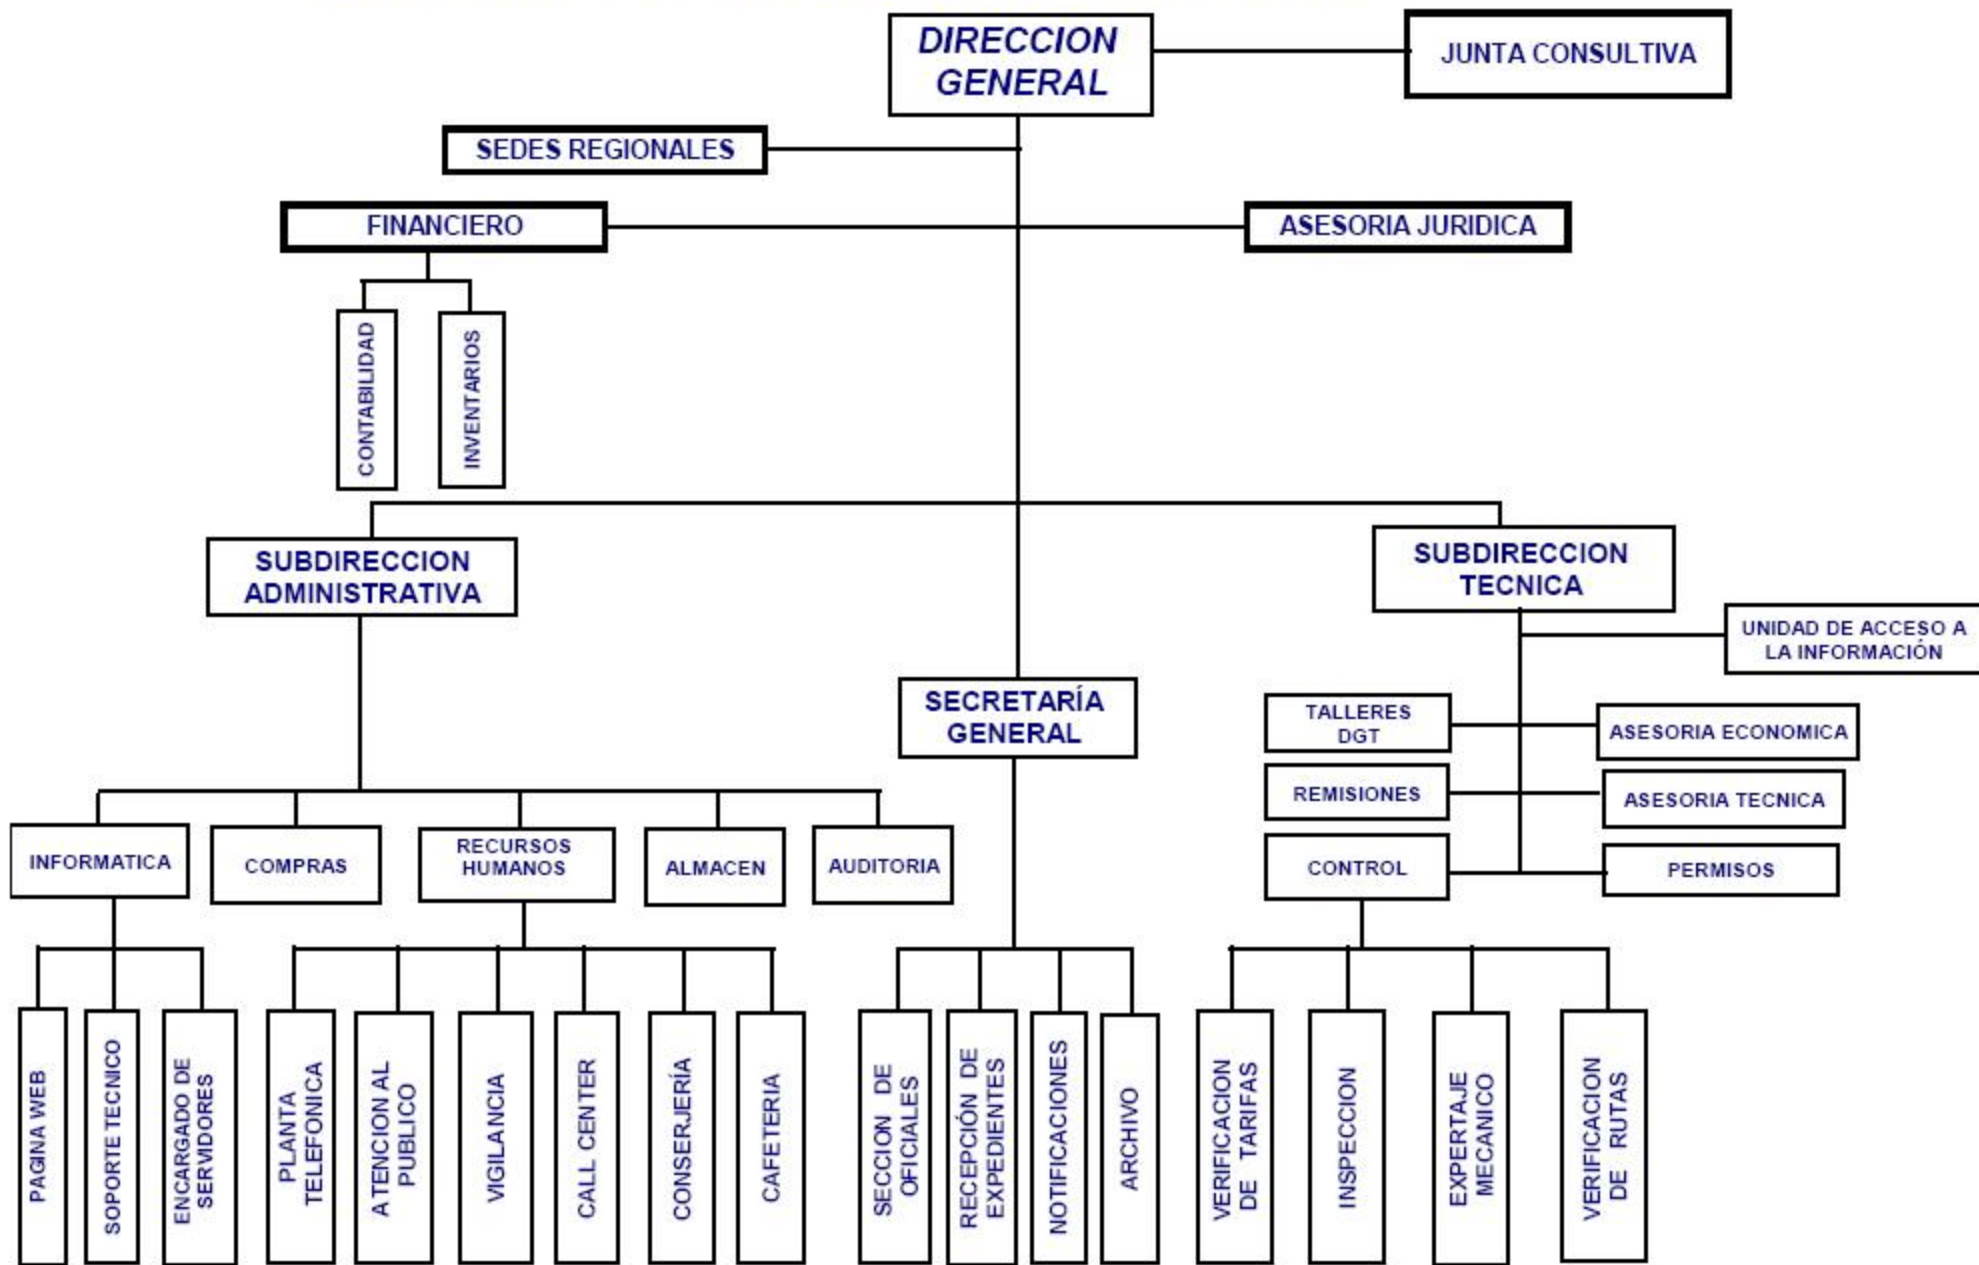 DIRECCION
GENERAL
JUNTA CONSULTIVA
SEDES REGIONALES
FINANCIERO
ASESORIA JURIDICA
CONTABILIDAD
INVENTARIOS
SUBDIRECCION
ADMINISTRATIVA
SUBDIRECCION
TECNICA
UNIDAD DE ACCESO A
LA INFORMACIÓN
SECRETARÍA
GENERAL
TALLERES
DGT
ASESORIA ECONOMICA
REMISIONES
ASESORIA TECNICA
CONTROL
PERMISOS
INFORMATICA
COMPRAS
RECURSOS
HUMANOS
ALMACEN
AUDITORIA
PAGINA WEB
SOPORTE TECNICO
ENCARGADO DE
SERVIDORES
PLANTA
TELEFONICA
ATENCION AL
PUBLICO
VIGILANCIA
CALL CENTER
CONSERJERÍA
CAFETERIA
SECCION DE
OFICIALES
RECEPCIÓN DE
EXPEDIENTES
NOTIFICACIONES
ARCHIVO
VERIFICACION
DE TARIFAS
INSPECCION
EXPERTAJE
MECANICO
VERIFICACION
DE RUTAS